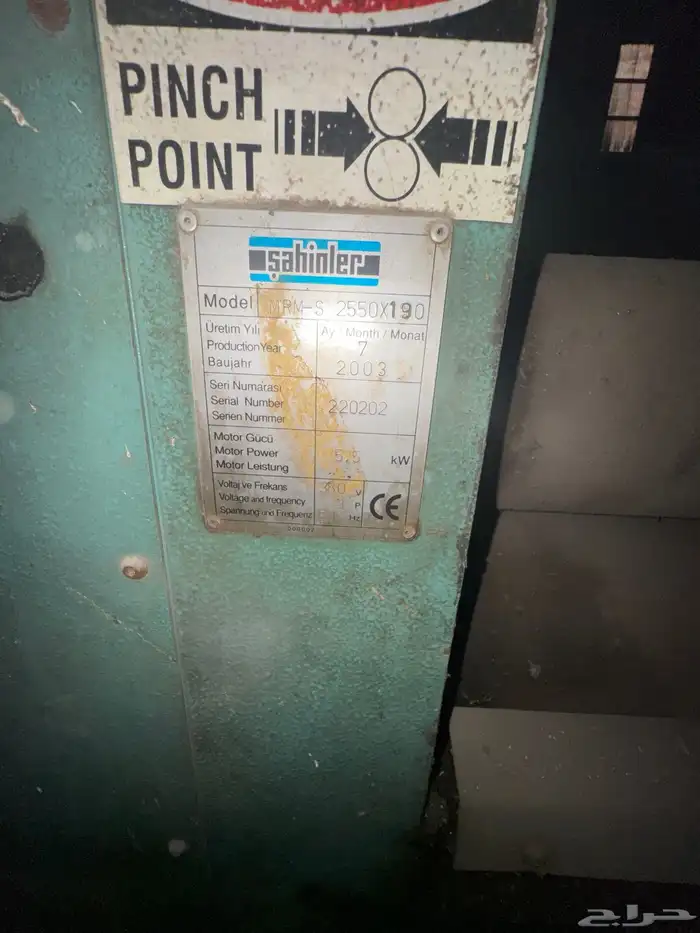 PINCH
POINT
şahinler
Model MRM-S 2550X190
Üretim Yılı Ay / Month / Monat
Production Year 7
Baujahr 2003
Seri Numarası
Serial Number 220202
Serien Nummer
Motor Gücü
Motor Power 5,5 kW
Motor Leistung
Voltaj ve Frekans V
Voltage and frequency P
Spannung und Frequenz Hz
CE
حراج